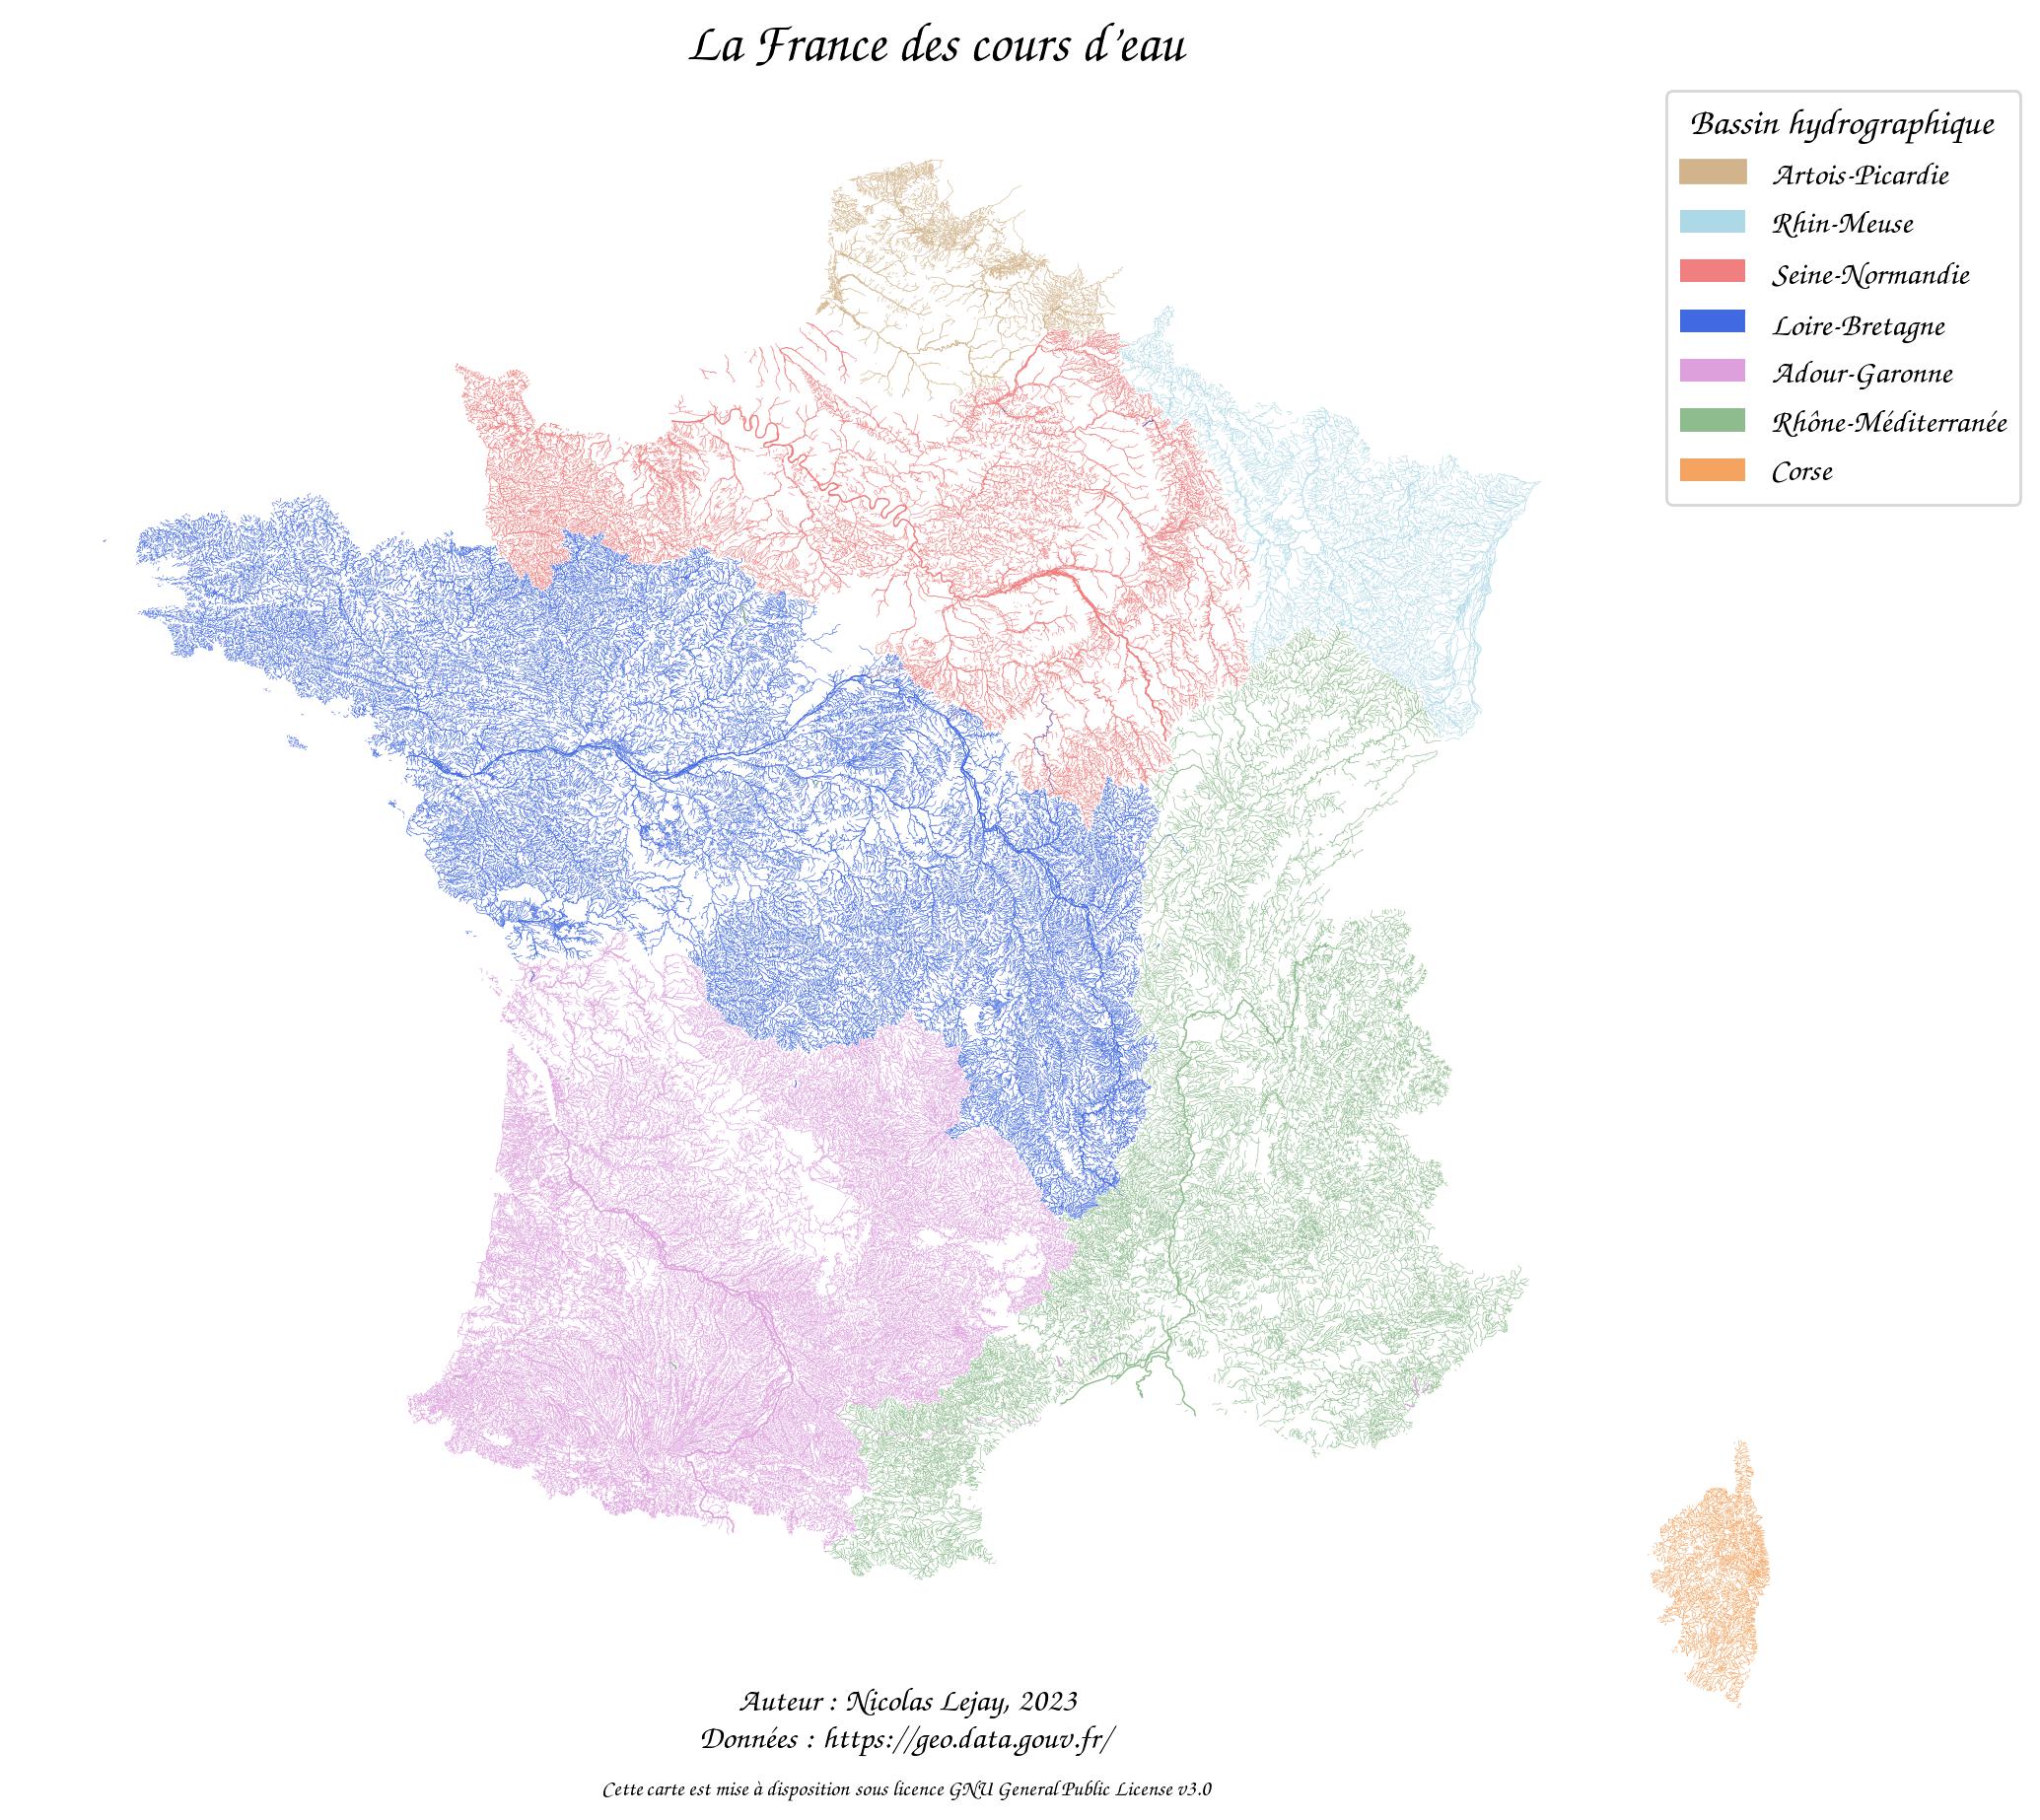 La France des cours d'eau
Bassin hydrographique
Artois-Picardie
Rhin-Meuse
Seine-Normandie
Loire-Bretagne
Adour-Garonne
Rhône-Méditerranée
Corse
Auteur : Nicolas Lejay, 2023
Données : https://geo.data.gouv.fr/
Cette carte est mise à disposition sous licence GNU General Public License v3.0